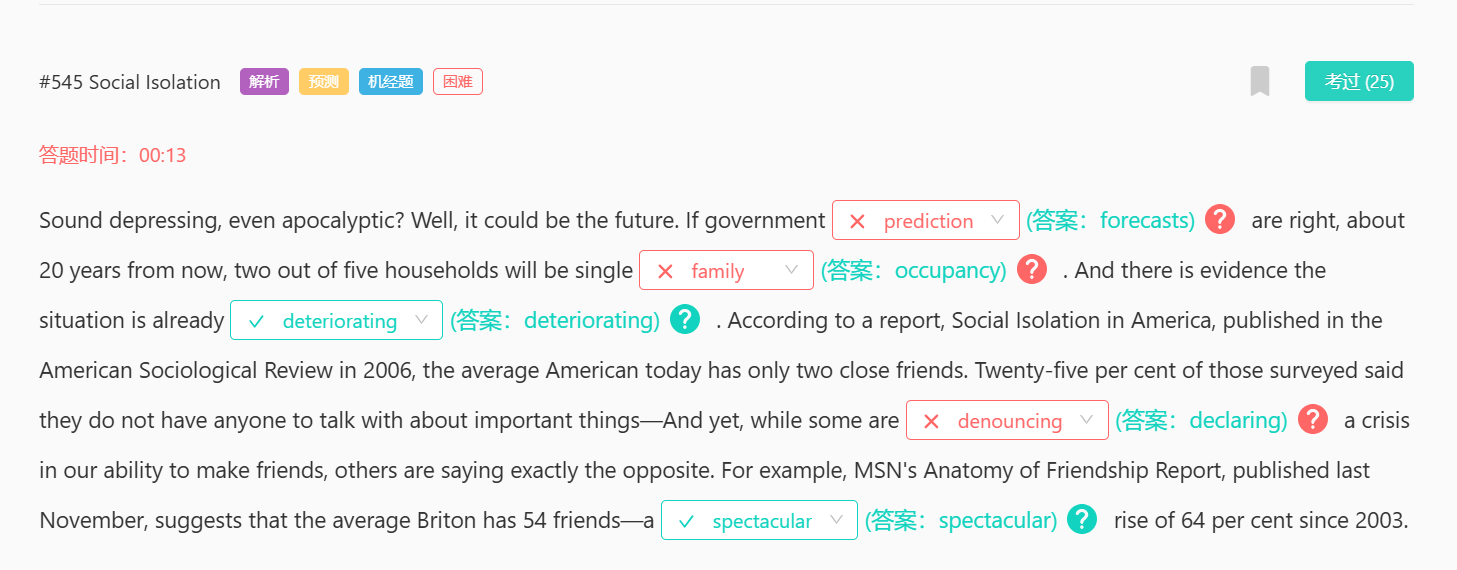 #545 Social Isolation 解析 预测 机经题 困难 考过 (25)
答题时间：00:13
Sound depressing, even apocalyptic? Well, it could be the future. If government prediction (答案：forecasts) ? are right, about
20 years from now, two out of five households will be single family (答案：occupancy) ? . And there is evidence the
situation is already deteriorating (答案：deteriorating) ? . According to a report, Social Isolation in America, published in the
American Sociological Review in 2006, the average American today has only two close friends. Twenty-five per cent of those surveyed said
they do not have anyone to talk with about important things—And yet, while some are denouncing (答案：declaring) ? a crisis
in our ability to make friends, others are saying exactly the opposite. For example, MSN's Anatomy of Friendship Report, published last
November, suggests that the average Briton has 54 friends—a spectacular (答案：spectacular) ? rise of 64 per cent since 2003.